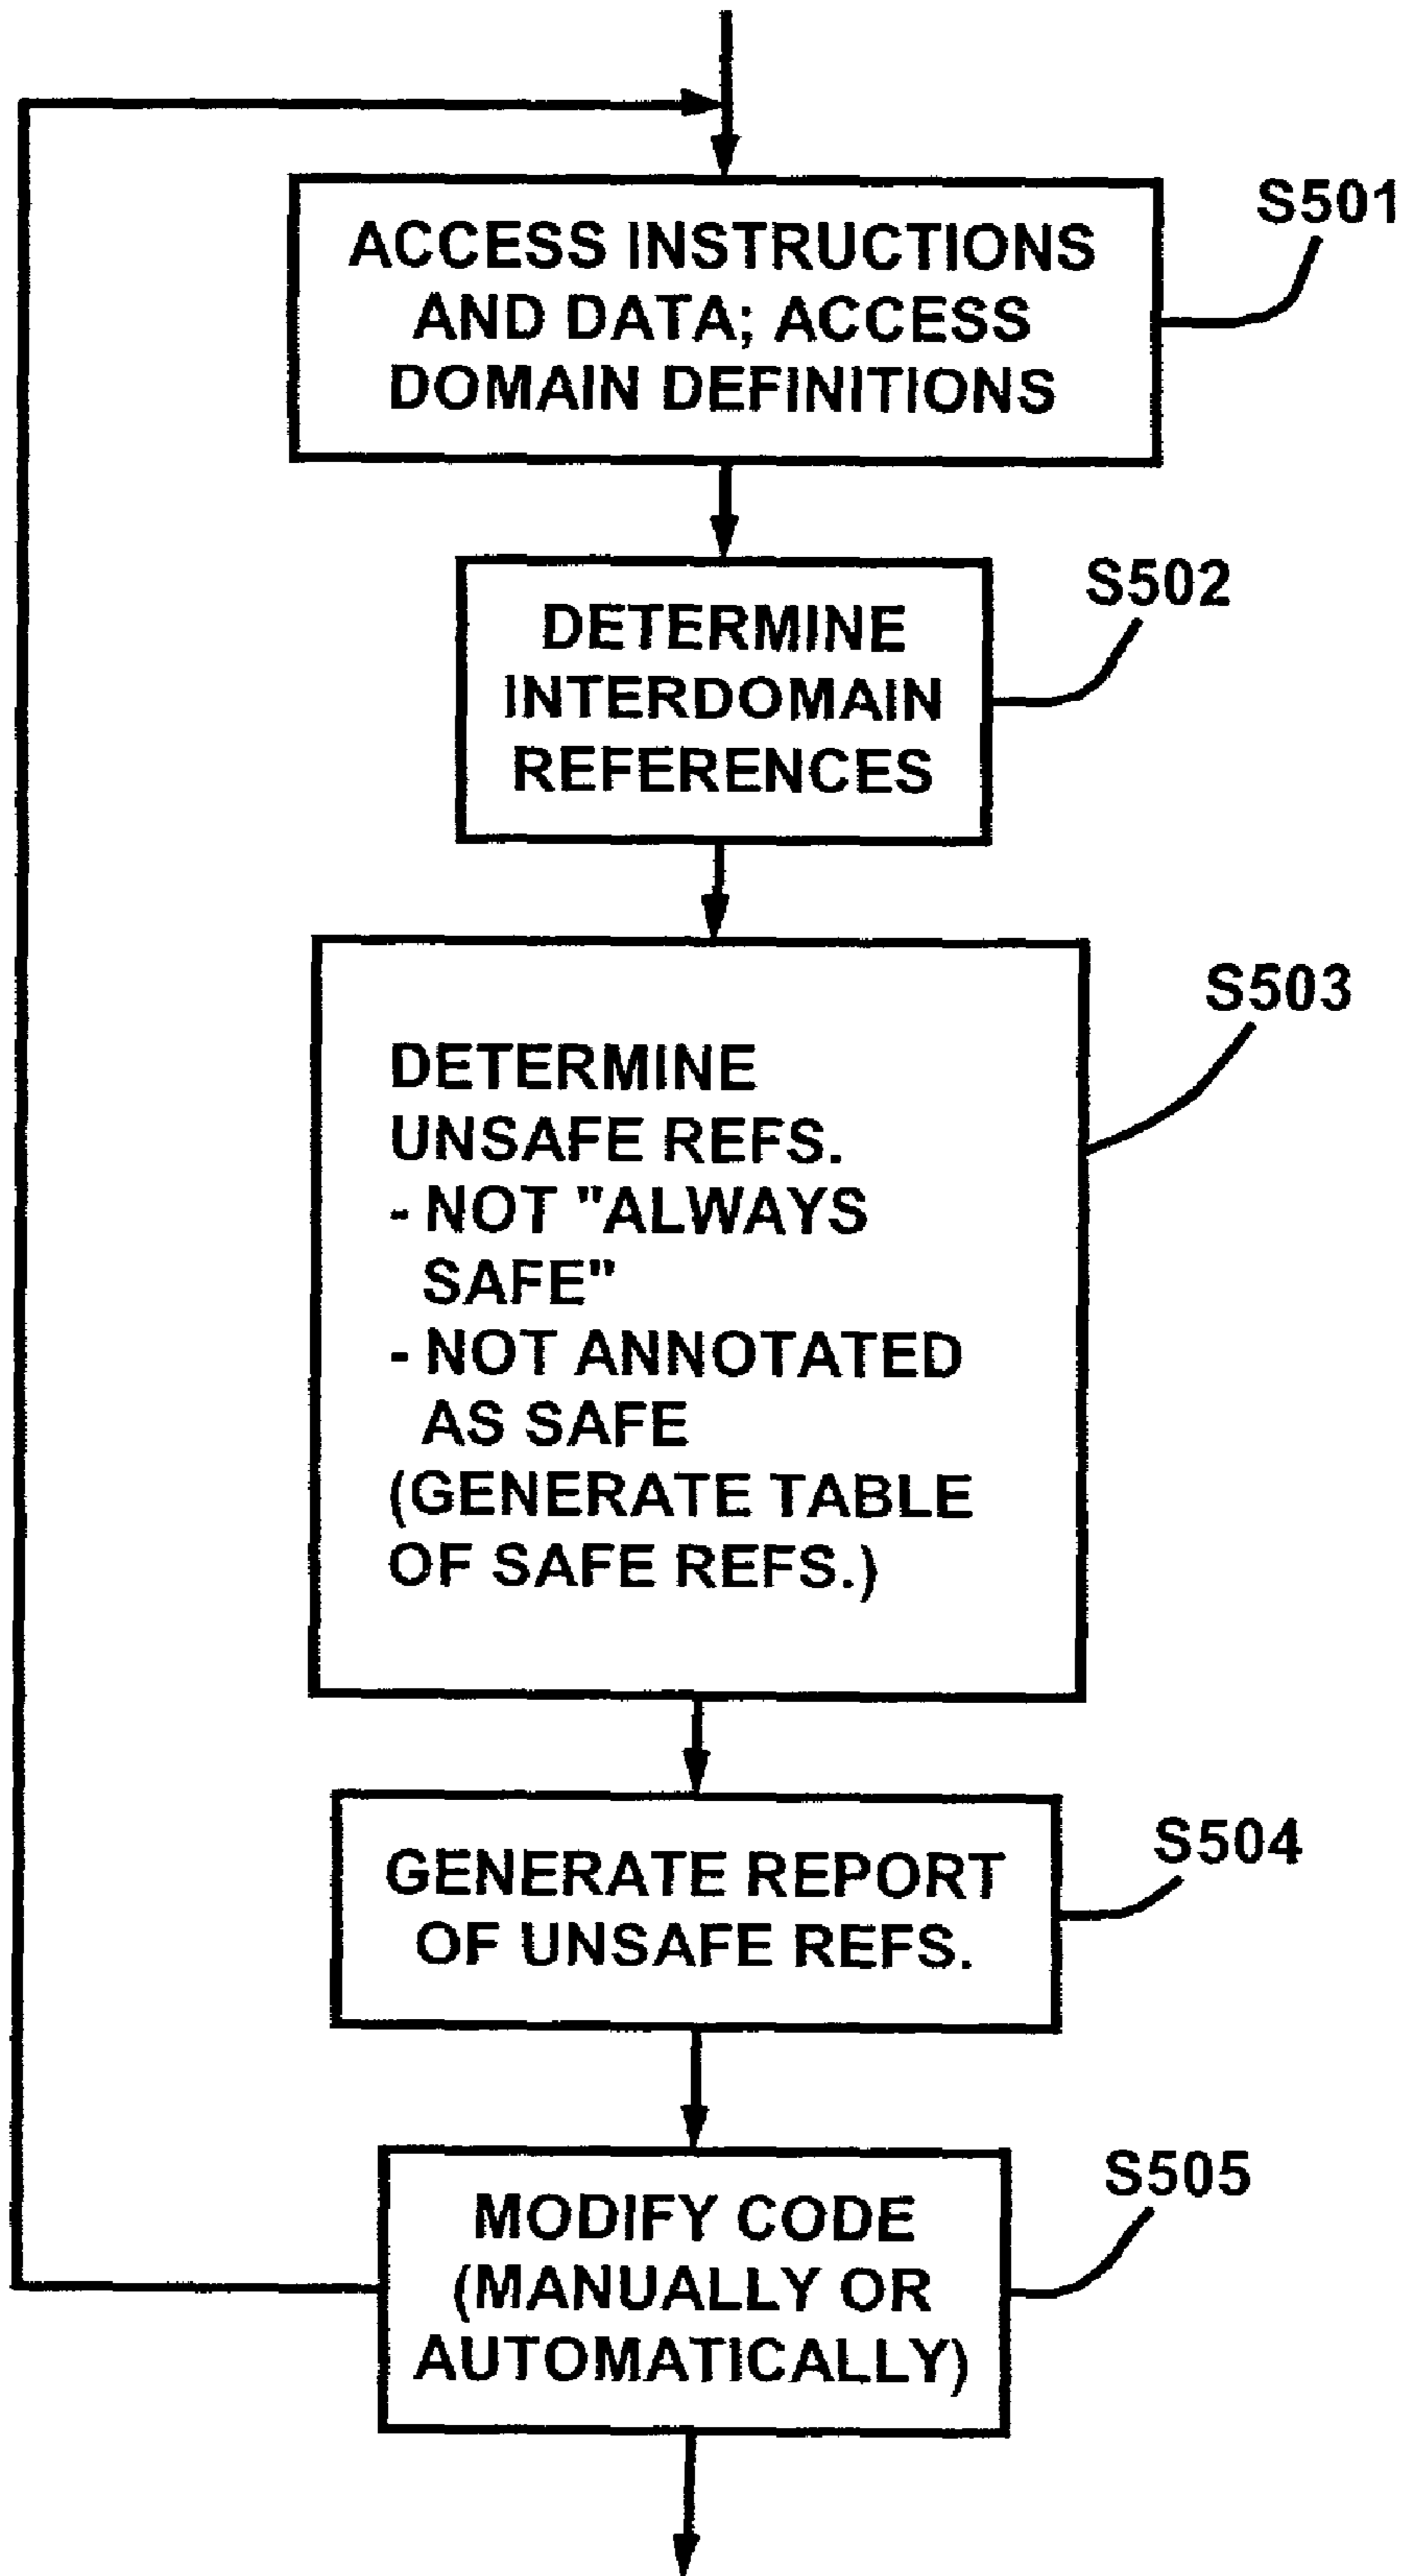 S501
ACCESS INSTRUCTIONS
AND DATA; ACCESS
DOMAIN DEFINITIONS
S502
DETERMINE
INTERDOMAIN
REFERENCES
S503
DETERMINE
UNSAFE REFS.
- NOT "ALWAYS
SAFE"
- NOT ANNOTATED
AS SAFE
(GENERATE TABLE
OF SAFE REFS.)
S504
GENERATE REPORT
OF UNSAFE REFS.
S505
MODIFY CODE
(MANUALLY OR
AUTOMATICALLY)